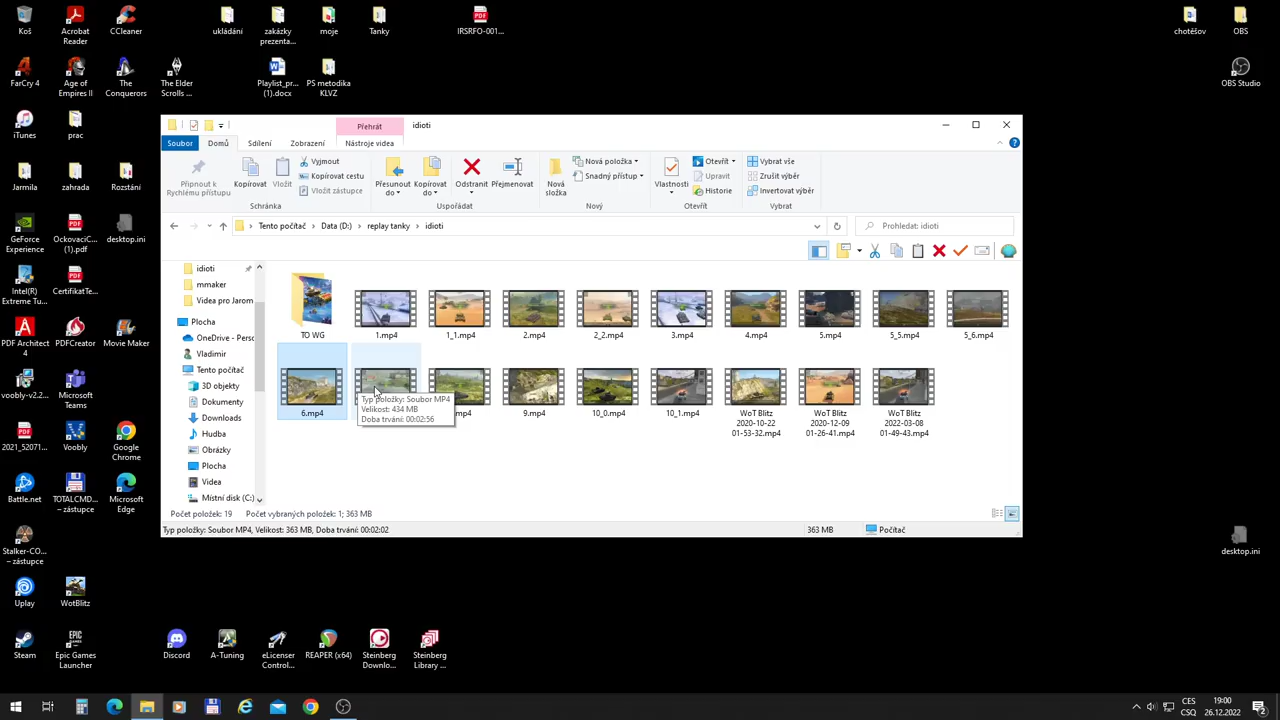 Koš
Acrobat
Reader
CCleaner
ukládání
zakázky
prezenta...
moje
Tanky
IRSRFO-001...
chotěšov
OBS
FarCry 4
Age of
Empires II
The
Conquerors
The Elder
Scrolls ...
Playlist_pr...
(1).docx
PS metodika
KLVZ
OBS Studio
iTunes
prac
Jarmila
zahrada
Rozstání
GeForce
Experience
OckovaciC...
(1).pdf
desktop.ini
Intel(R)
Extreme Tu...
CertifikatTe...
PDF Architect
4
PDFCreator
Movie Maker
voobly-v2.2...
Microsoft
Teams
2021_52071...
Voobly
Google
Chrome
Battle.net
TOTALCMD...
– zástupce
Microsoft
Edge
Stalker-CO...
– zástupce
Uplay
WotBlitz
Steam
Epic Games
Launcher
Discord
A-Tuning
eLicenser
Control...
REAPER (x64)
Steinberg
Downlo...
Steinberg
Library ...
desktop.ini
Přehrát
idioti
Soubor
Domů
Sdílení
Zobrazení
Nástroje videa
Připnout k
Rychlému přístupu
Kopírovat
Vložit
Vyjmout
Kopírovat cestu
Vložit zástupce
Schránka
Přesunout
do
Kopírovat
do
Odstranit
Přejmenovat
Uspořádat
Nová
složka
Nová položka
Snadný přístup
Nový
Vlastnosti
Otevřít
Upravit
Historie
Otevřít
Vybrat vše
Zrušit výběr
Invertovat výběr
Vybrat
Tento počítač › Data (D:) › replay tanky › idioti
Prohledat: idioti
idioti
mmaker
Videa pro Jarom
Plocha
OneDrive - Perso
Vladimir
Tento počítač
3D objekty
Dokumenty
Downloads
Hudba
Obrázky
Plocha
Videa
Místní disk (C:)
TO WG
1.mp4
1_1.mp4
2.mp4
2_2.mp4
3.mp4
4.mp4
5.mp4
5_5.mp4
5_6.mp4
6.mp4
Typ položky: Soubor MP4
Velikost: 434 MB
Doba trvání: 00:02:56
mp4
9.mp4
10_0.mp4
10_1.mp4
WoT Blitz
2020-10-22
01-53-32.mp4
WoT Blitz
2020-12-09
01-26-41.mp4
WoT Blitz
2022-03-08
01-49-43.mp4
Počet položek: 19
Počet vybraných položek: 1; 363 MB
Typ položky: Soubor MP4, Velikost: 363 MB, Doba trvání: 00:02:02
363 MB
Počítač
CES
CSQ
19:00
26.12.2022
2